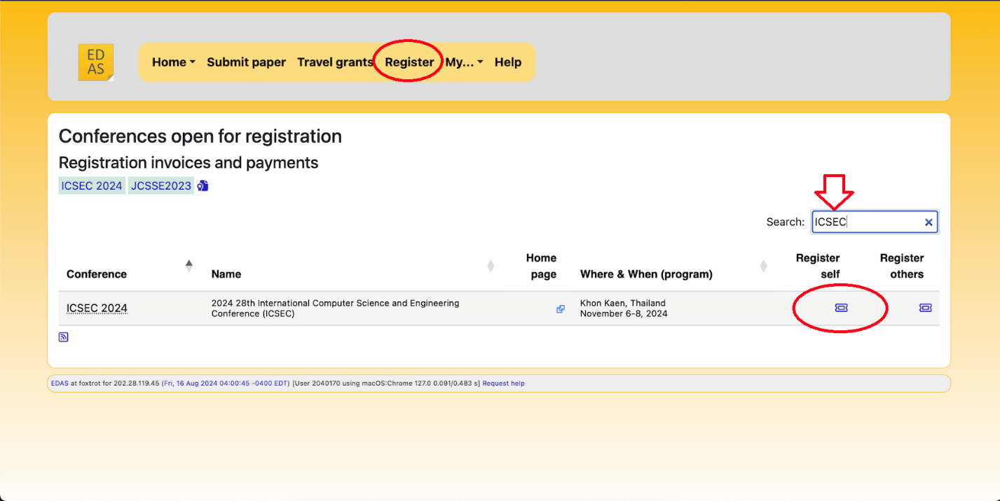 ED
AS
Home Submit paper Travel grants Register My... Help
Conferences open for registration
Registration invoices and payments
ICSEC 2024 JCSSE2023
Search: ICSEC
Conference Name Home page Where & When (program) Register self Register others
ICSEC 2024 2024 28th International Computer Science and Engineering Conference (ICSEC) Khon Kaen, Thailand November 6-8, 2024
EDAS at foxtrot for 202.28.119.45 (Fri, 16 Aug 2024 04:00:45 -0400 EDT) [User 2040170 using macOS:Chrome 127.0 0.091/0.483 s] Request help